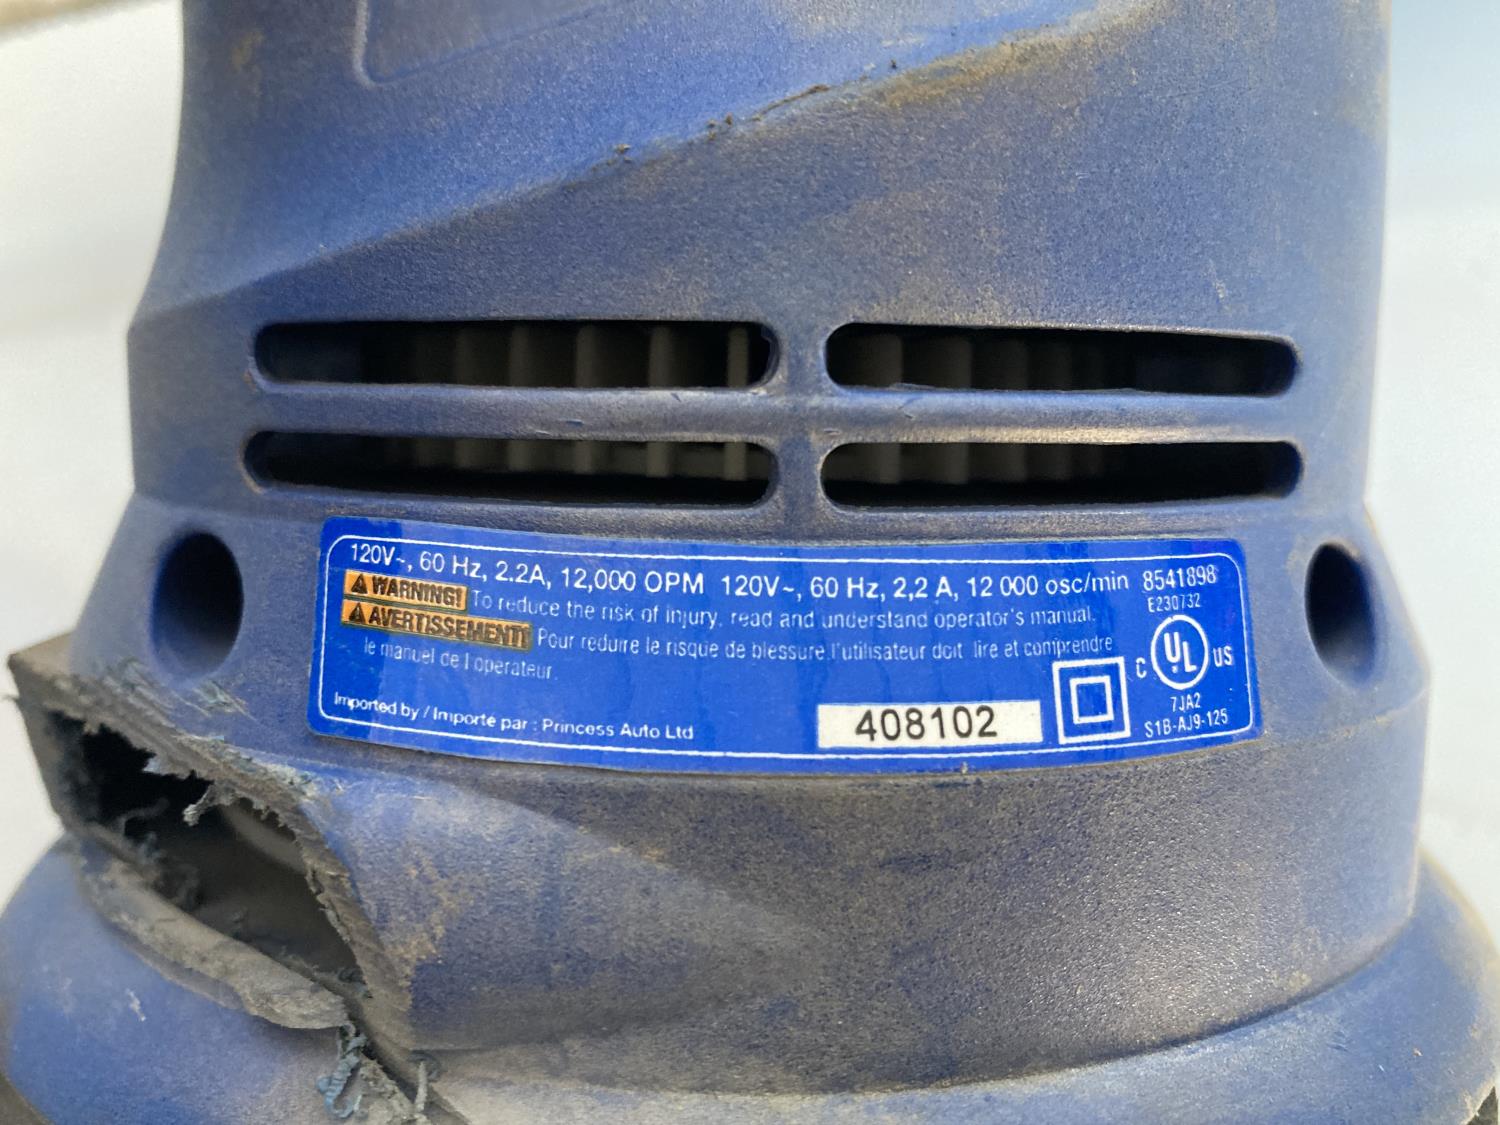 120V~, 60 Hz, 2.2A, 12,000 OPM 120V~, 60 Hz, 2,2 A, 12 000 osc/min 8541898
E230732
WARNING! To reduce the risk of injury, read and understand operator's manual.
AVERTISSEMENT! Pour reduire le risque de blessure, l'utilisateur doit lire et comprendre
le manuel de l'operateur.
C UL US
7JA2
S1B-AJ9-125
Imported by / Importé par : Princess Auto Ltd
408102